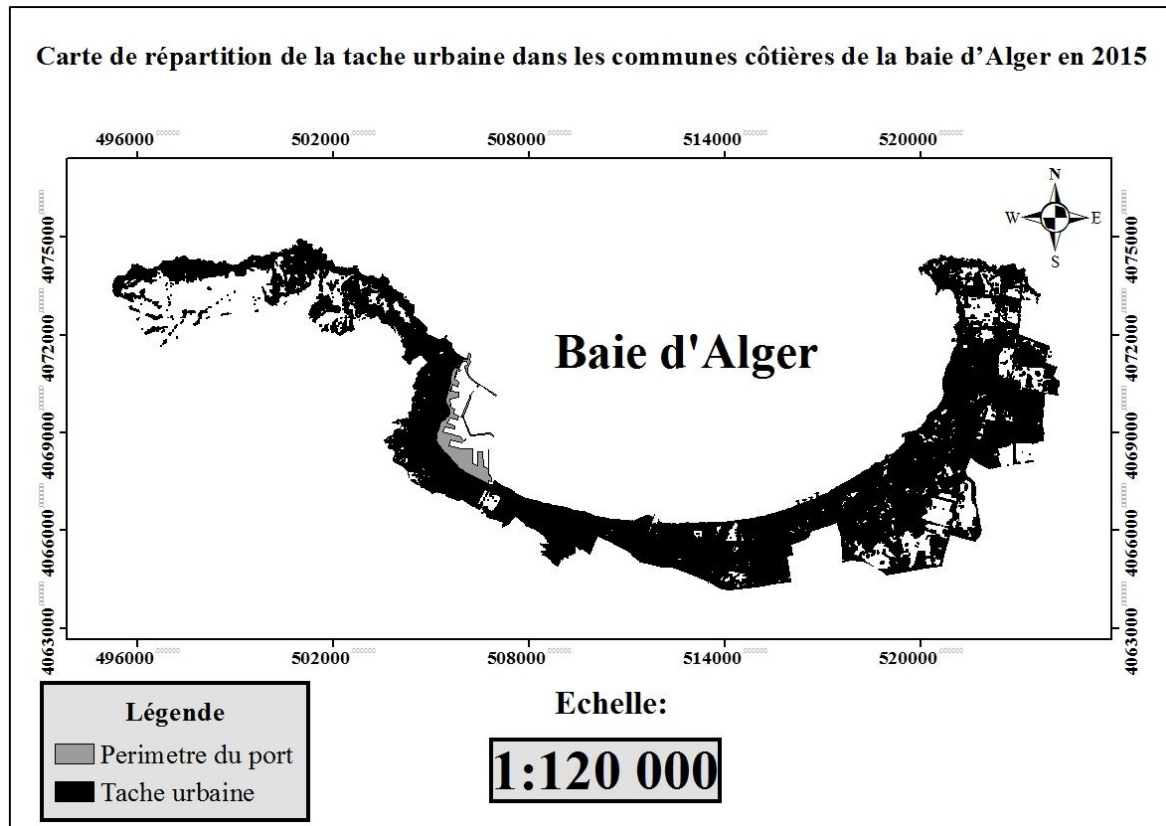 Carte de répartition de la tache urbaine dans les communes côtières de la baie d’Alger en 2015
496000 502000 508000 514000 520000
N
W E
S
4075000 4075000
4072000 4072000
Baie d'Alger
4069000 4069000
4066000 4066000
4063000 4063000
496000 502000 508000 514000 520000
Légende
Perimetre du port
Tache urbaine
Echelle:
1:120 000